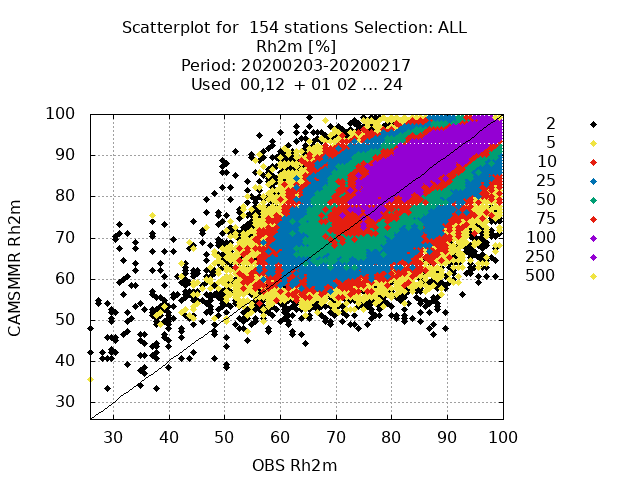 Scatterplot for  154 stations Selection: ALL
Rh2m [%]
Period: 20200203-20200217
Used  00,12  + 01 02 ... 24
100
90
80
70
60
50
40
30
CAMSMMR Rh2m
30 40 50 60 70 80 90 100
OBS Rh2m
2
5
10
25
50
75
100
250
500